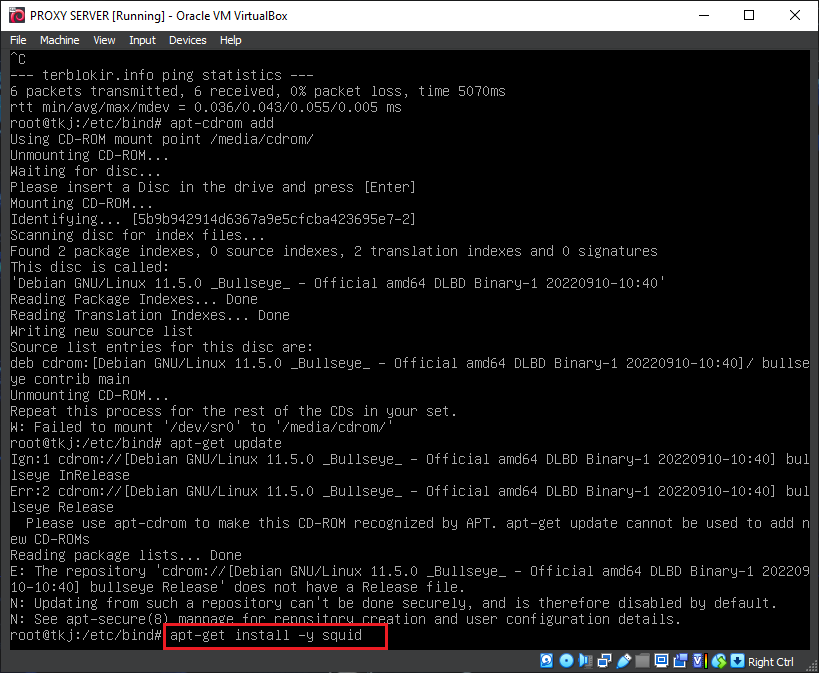 PROXY SERVER [Running] - Oracle VM VirtualBox
File Machine View Input Devices Help
^C
--- terblokir.info ping statistics ---
6 packets transmitted, 6 received, 0% packet loss, time 5070ms
rtt min/avg/max/mdev = 0.036/0.043/0.055/0.005 ms
root@tkj:/etc/bind# apt-cdrom add
Using CD-ROM mount point /media/cdrom/
Unmounting CD-ROM...
Waiting for disc...
Please insert a Disc in the drive and press [Enter]
Mounting CD-ROM...
Identifying... [5b9b942914d6367a9e5cfcba423695e7-2]
Scanning disc for index files...
Found 2 package indexes, 0 source indexes, 2 translation indexes and 0 signatures
This disc is called:
'Debian GNU/Linux 11.5.0 _Bullseye_ - Official amd64 DLBD Binary-1 20220910-10:40'
Reading Package Indexes... Done
Reading Translation Indexes... Done
Writing new source list
Source list entries for this disc are:
deb cdrom:[Debian GNU/Linux 11.5.0 _Bullseye_ - Official amd64 DLBD Binary-1 20220910-10:40]/ bullse
ye contrib main
Unmounting CD-ROM...
Repeat this process for the rest of the CDs in your set.
W: Failed to mount '/dev/sr0' to '/media/cdrom/'
root@tkj:/etc/bind# apt-get update
Ign:1 cdrom://[Debian GNU/Linux 11.5.0 _Bullseye_ - Official amd64 DLBD Binary-1 20220910-10:40] bul
lseye InRelease
Err:2 cdrom://[Debian GNU/Linux 11.5.0 _Bullseye_ - Official amd64 DLBD Binary-1 20220910-10:40] bul
lseye Release
  Please use apt-cdrom to make this CD-ROM recognized by APT. apt-get update cannot be used to add n
ew CD-ROMs
Reading package lists... Done
E: The repository 'cdrom://[Debian GNU/Linux 11.5.0 _Bullseye_ - Official amd64 DLBD Binary-1 202209
10-10:40] bullseye Release' does not have a Release file.
N: Updating from such a repository can't be done securely, and is therefore disabled by default.
N: See apt-secure(8) manpage for repository creation and user configuration details.
root@tkj:/etc/bind# apt-get install -y squid
Right Ctrl